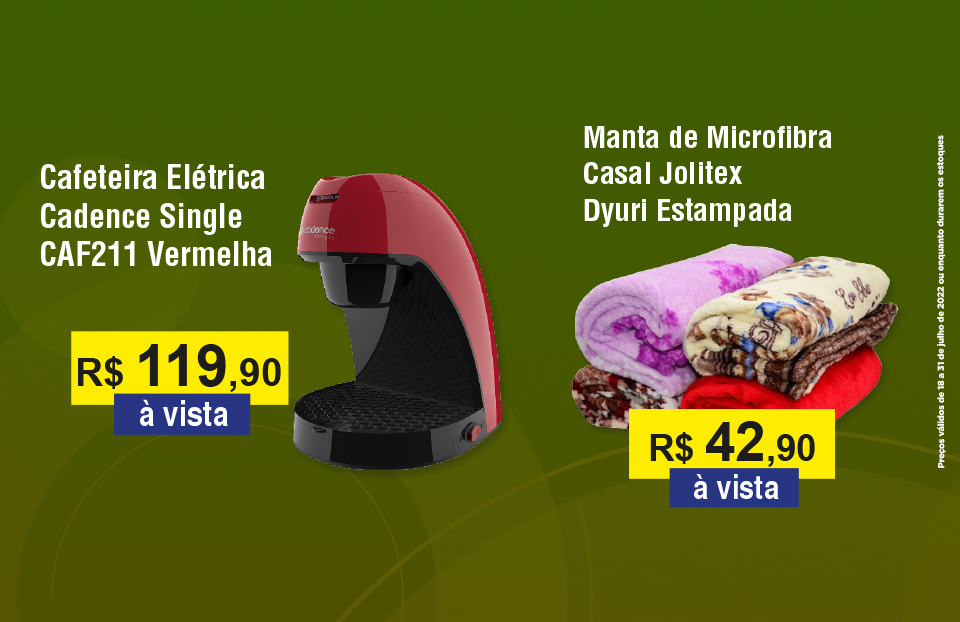 Cafeteira Elétrica
Cadence Single
CAF211 Vermelha
cadence
single
R$ 119,90
à vista
Manta de Microfibra
Casal Jolitex
Dyuri Estampada
R$ 42,90
à vista
Preços válidos de 18 a 31 de julho de 2022 ou enquanto durarem os estoques